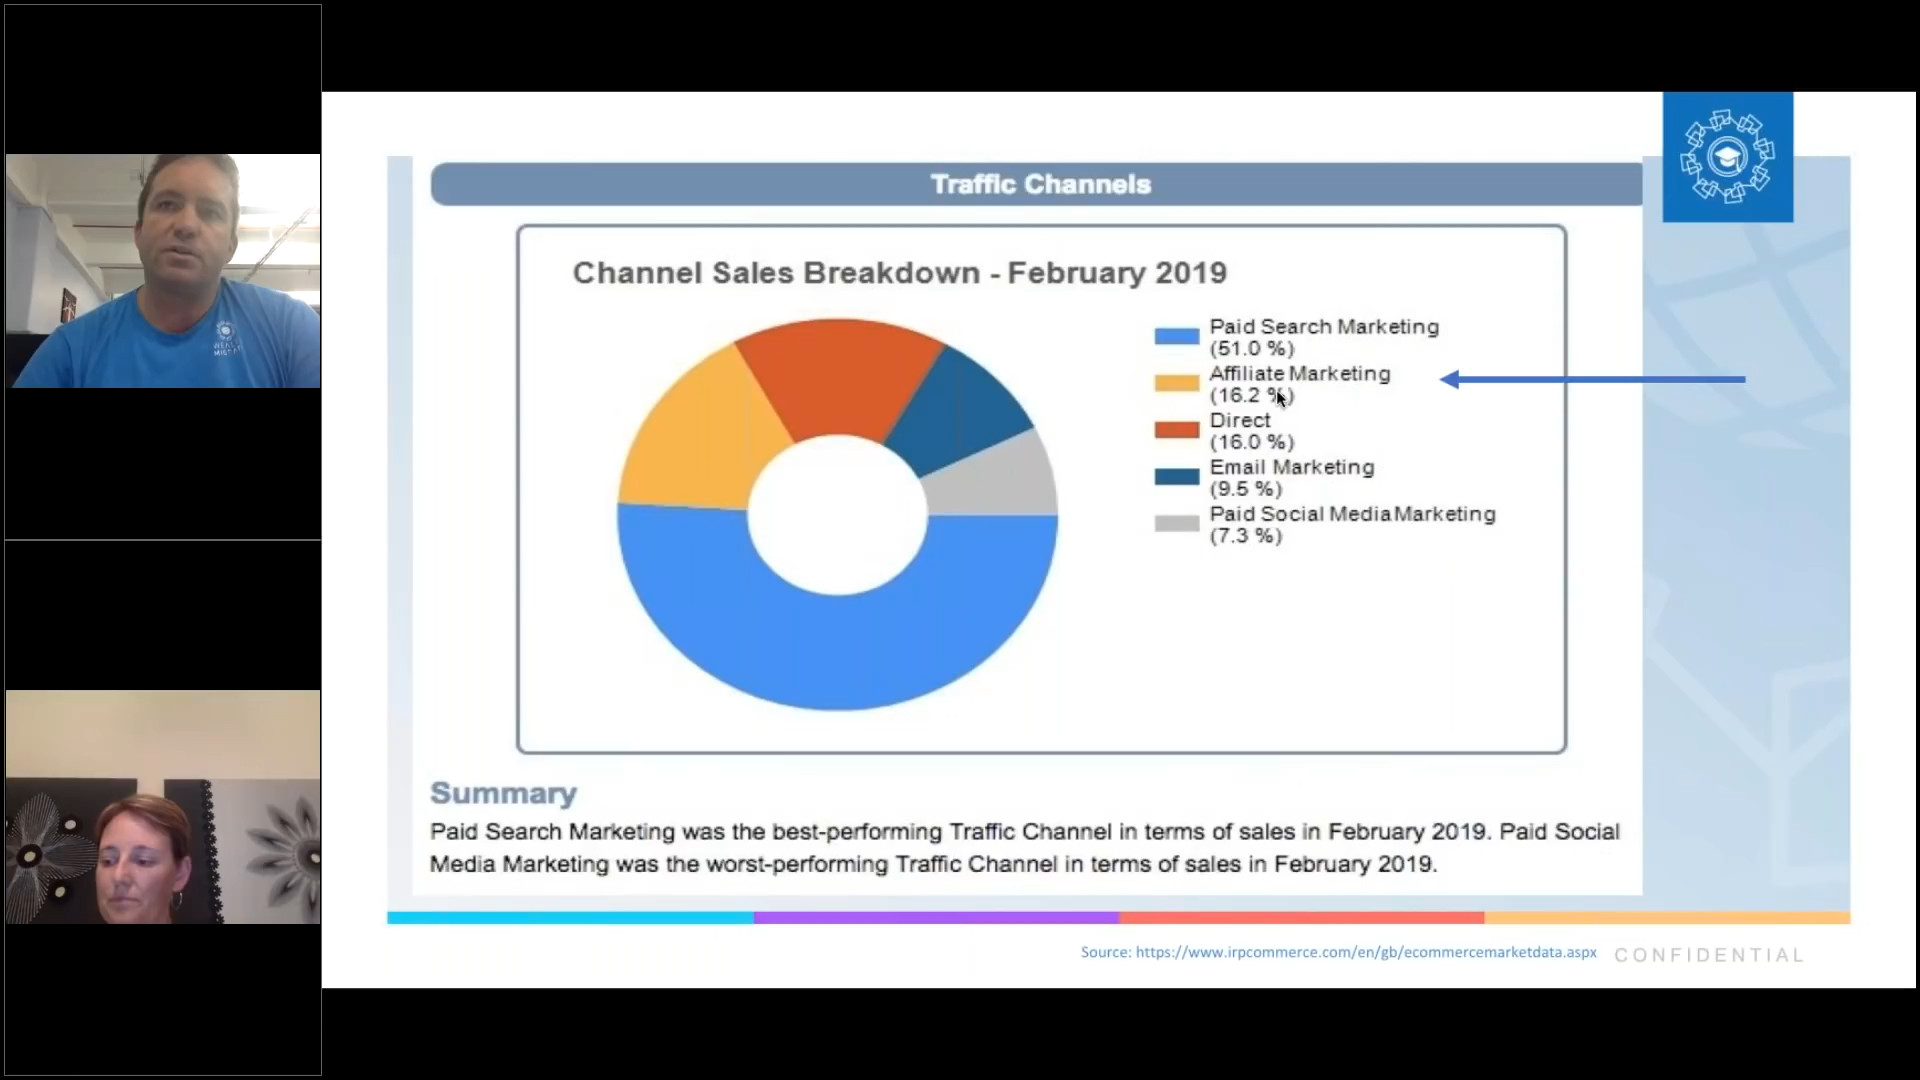 Traffic Channels
Channel Sales Breakdown - February 2019
Paid Search Marketing
(51.0 %)
Affiliate Marketing
(16.2 %)
Direct
(16.0 %)
Email Marketing
(9.5 %)
Paid Social Media Marketing
(7.3 %)
Summary
Paid Search Marketing was the best-performing Traffic Channel in terms of sales in February 2019. Paid Social
Media Marketing was the worst-performing Traffic Channel in terms of sales in February 2019.
Source: https://www.irpcommerce.com/en/gb/ecommercemarketdata.aspx
CONFIDENTIAL